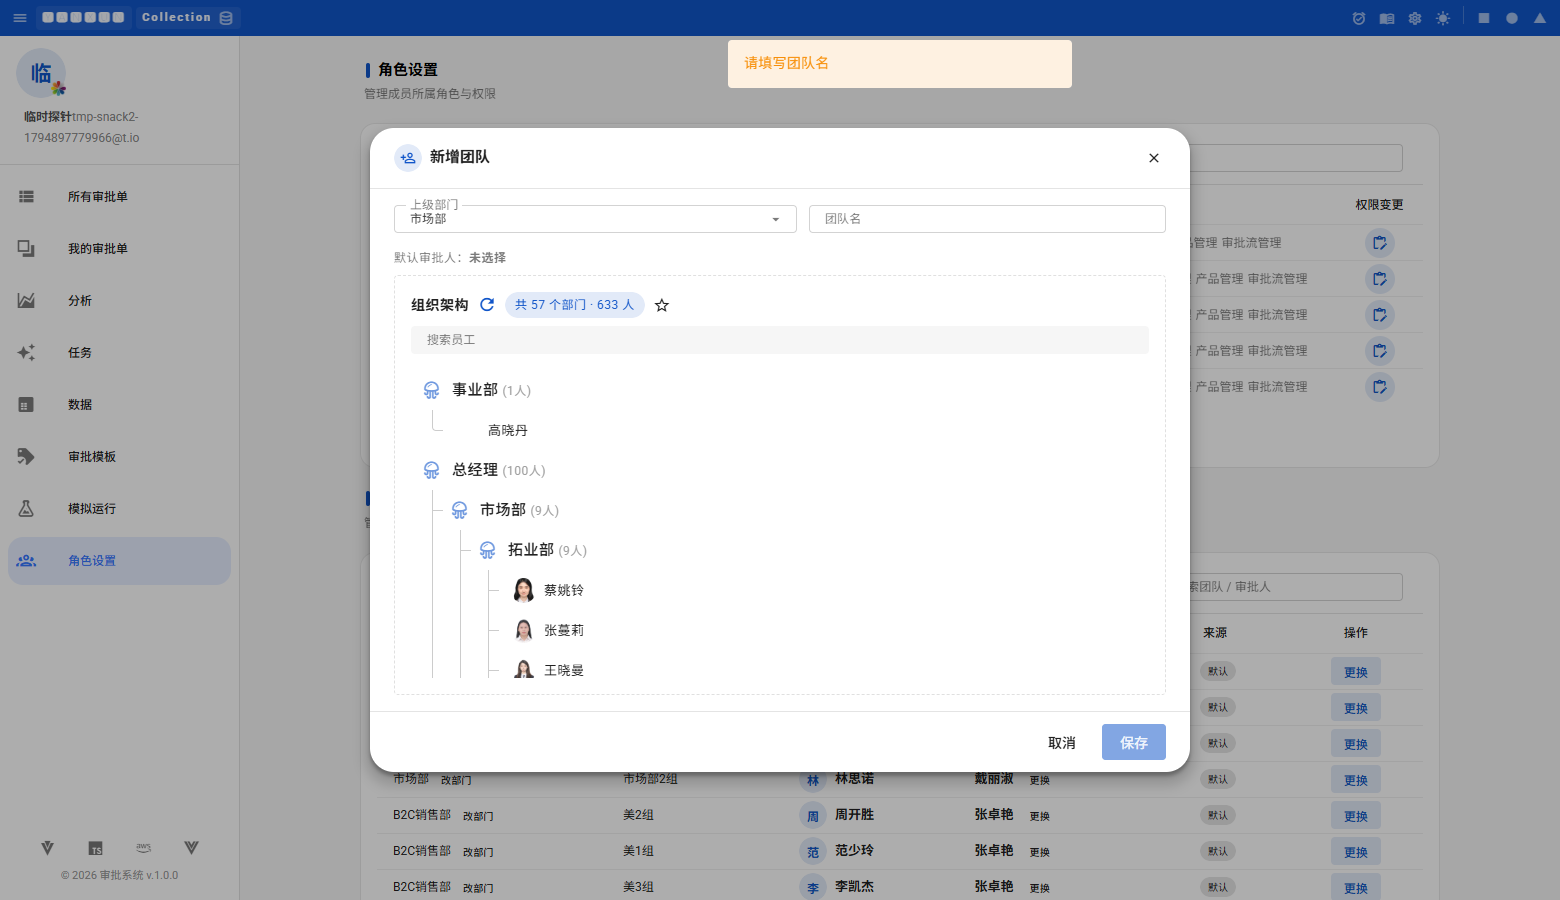 Collection
临
临时探针tmp-snack2-
1794897779966@t.io
所有审批单
我的审批单
分析
任务
数据
审批模板
模拟运行
角色设置
TS
aws
© 2026 审批系统 v.1.0.0
角色设置
管理成员所属角色与权限
请填写团队名
权限变更
管理 审批流管理
产品管理 审批流管理
产品管理 审批流管理
产品管理 审批流管理
产品管理 审批流管理
新增团队
上级部门
市场部
团队名
默认审批人：未选择
组织架构
共 57 个部门 · 633 人
搜索员工
事业部 (1人)
高晓丹
总经理 (100人)
市场部 (9人)
拓业部 (9人)
蔡姚铃
张蔓莉
王晓曼
取消
保存
团队 / 审批人
来源 操作
默认 更换
默认 更换
默认 更换
市场部 改部门 市场部2组 林 林思诺 戴丽淑 更换 默认 更换
B2C销售部 改部门 美2组 周 周开胜 张卓艳 更换 默认 更换
B2C销售部 改部门 美1组 范 范少玲 张卓艳 更换 默认 更换
B2C销售部 改部门 美3组 李 李凯杰 张卓艳 更换 默认 更换